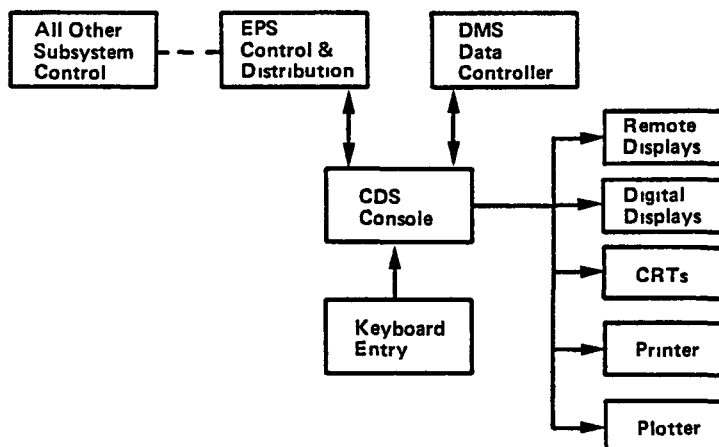 All Other
Subsystem
Control
EPS
Control &
Distribution
DMS
Data
Controller
Remote
Displays
CDS
Console
Digital
Displays
CRTs
Keyboard
Entry
Printer
Plotter